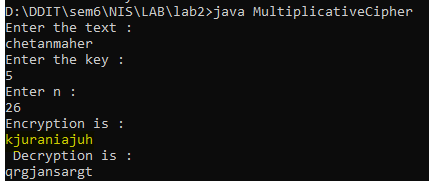 D:\DDIT\sem6\NIS\LAB\lab2>java MultiplicativeCipher
Enter the text :
chetanmaher
Enter the key :
5
Enter n :
26
Encryption is :
kjuraniajuh
 Decryption is :
qrgjansargt